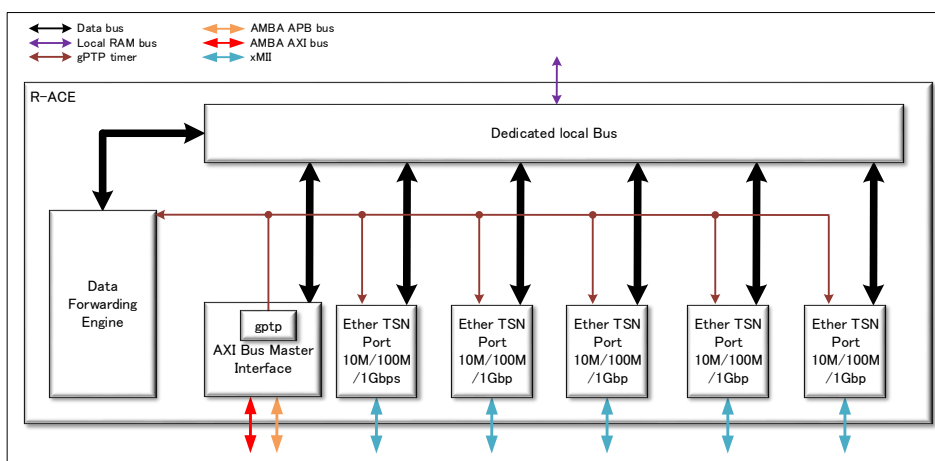 Data bus
Local RAM bus
gPTP timer
AMBA APB bus
AMBA AXI bus
xMII
R-ACE
Dedicated local Bus
Data
Forwarding
Engine
gptp
AXI Bus Master
Interface
Ether TSN
Port
10M/100M
/1Gbps
Ether TSN
Port
10M/100M
/1Gbp
Ether TSN
Port
10M/100M
/1Gbp
Ether TSN
Port
10M/100M
/1Gbp
Ether TSN
Port
10M/100M
/1Gbp